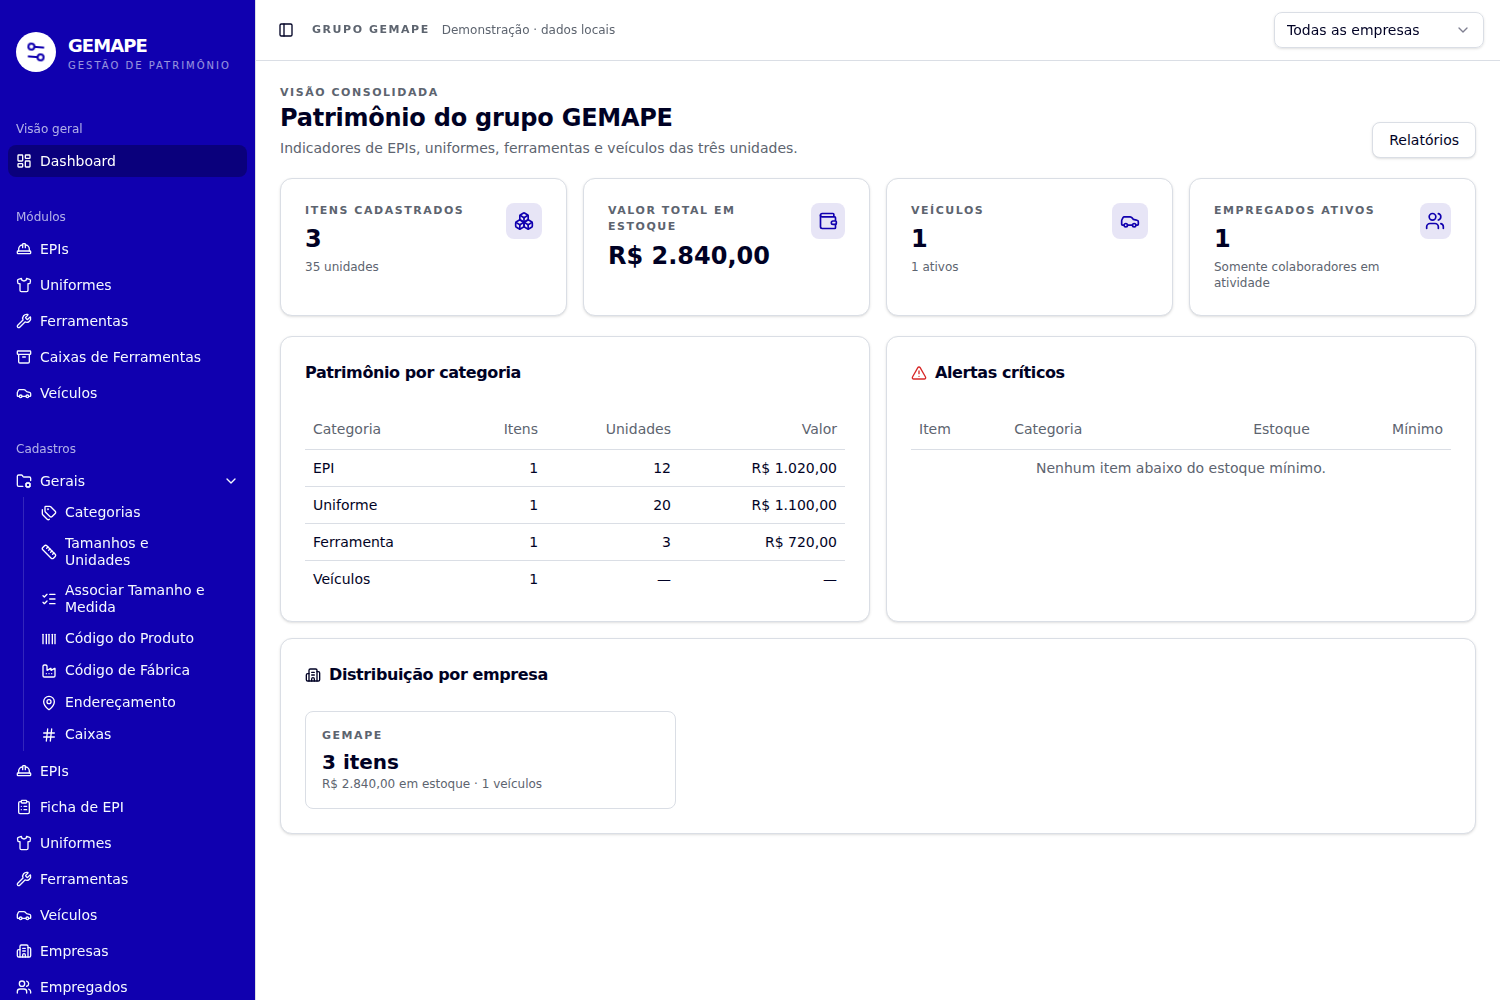 GEMAPE
GESTÃO DE PATRIMÔNIO
Visão geral
Dashboard
Módulos
EPIs
Uniformes
Ferramentas
Caixas de Ferramentas
Veículos
Cadastros
Gerais
Categorias
Tamanhos e
Unidades
Associar Tamanho e
Medida
Código do Produto
Código de Fábrica
Endereçamento
Caixas
EPIs
Ficha de EPI
Uniformes
Ferramentas
Veículos
Empresas
Empregados
GRUPO GEMAPE Demonstração · dados locais
Todas as empresas
VISÃO CONSOLIDADA
Patrimônio do grupo GEMAPE
Indicadores de EPIs, uniformes, ferramentas e veículos das três unidades.
Relatórios
ITENS CADASTRADOS
3
35 unidades
VALOR TOTAL EM
ESTOQUE
R$ 2.840,00
VEÍCULOS
1
1 ativos
EMPREGADOS ATIVOS
1
Somente colaboradores em
atividade
Patrimônio por categoria
Categoria Itens Unidades Valor
EPI 1 12 R$ 1.020,00
Uniforme 1 20 R$ 1.100,00
Ferramenta 1 3 R$ 720,00
Veículos 1 — —
Alertas críticos
Item Categoria Estoque Mínimo
Nenhum item abaixo do estoque mínimo.
Distribuição por empresa
GEMAPE
3 itens
R$ 2.840,00 em estoque · 1 veículos